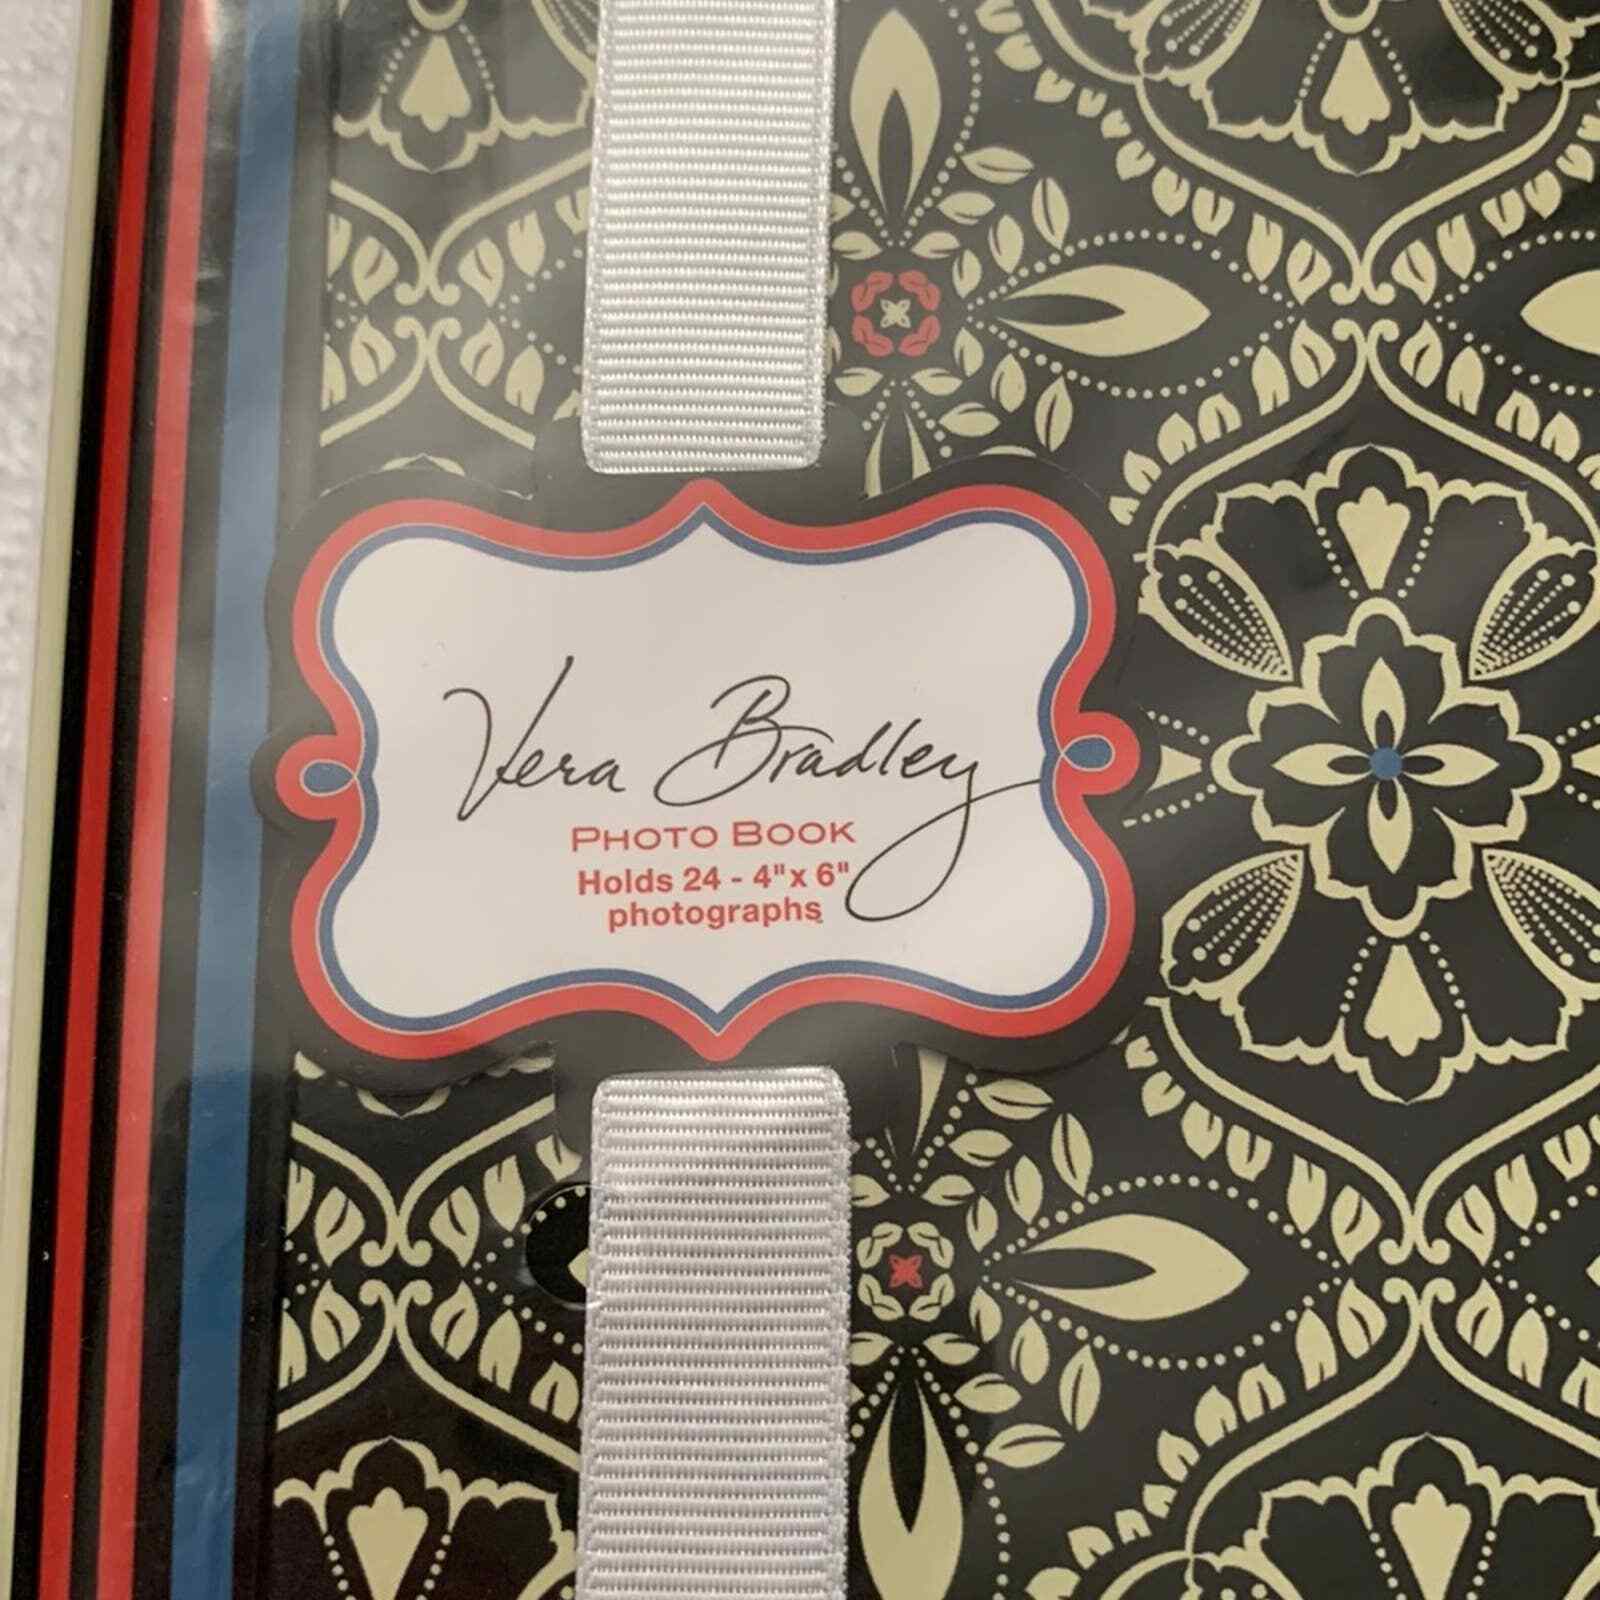 Vera Bradley
PHOTO BOOK
Holds 24 - 4" x 6"
photographs